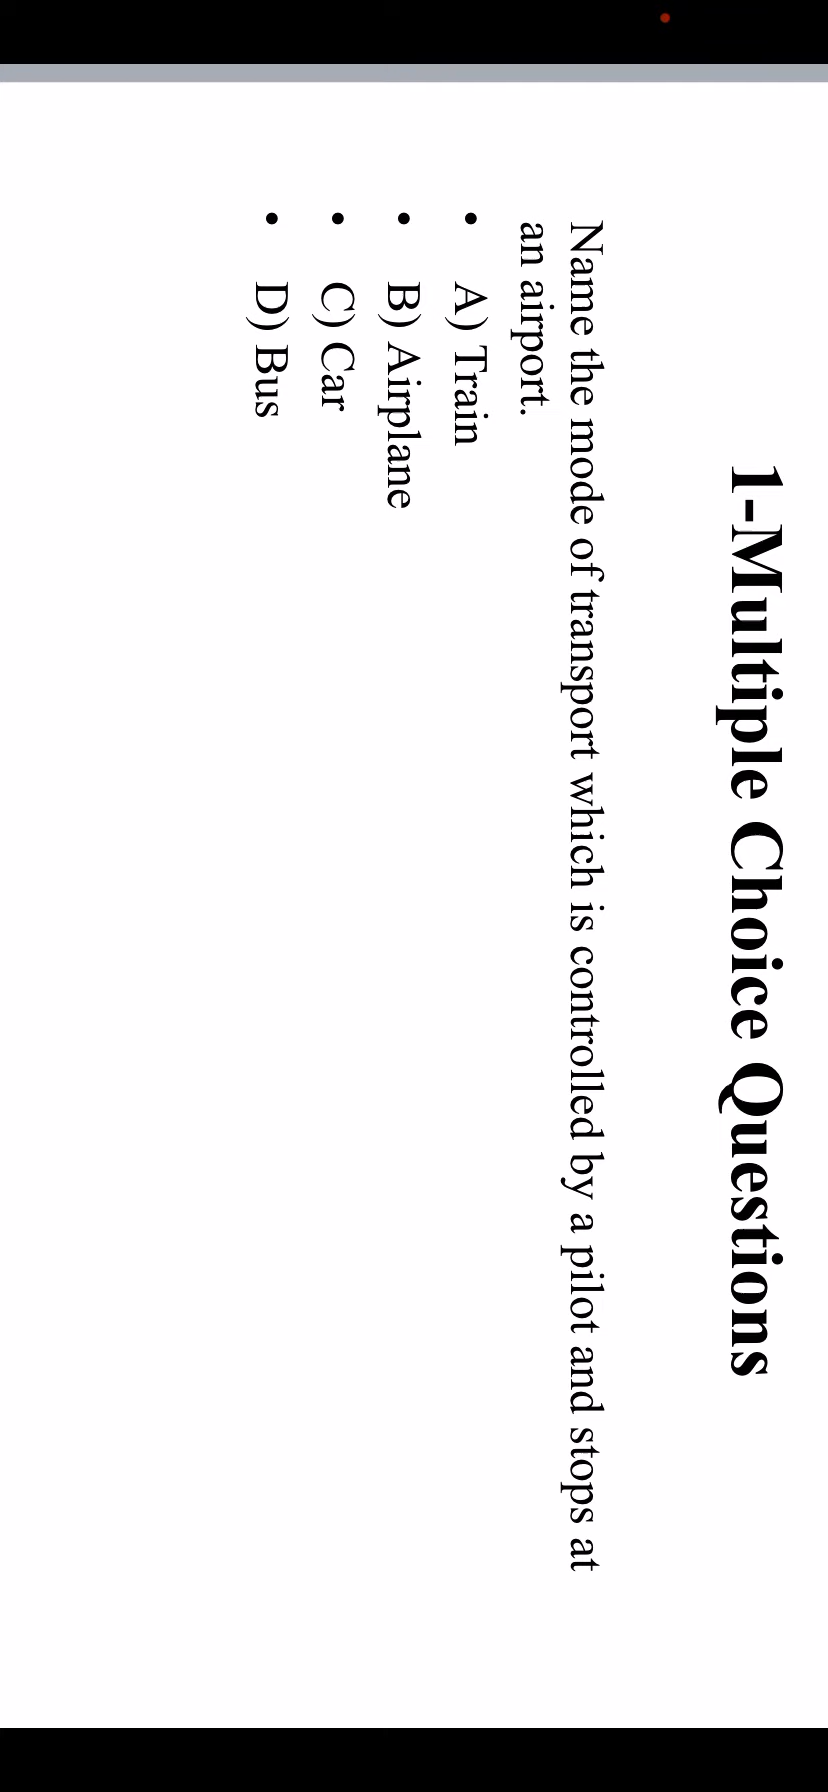 1-Multiple Choice Questions
Name the mode of transport which is controlled by a pilot and stops at
an airport.
• A) Train
• B) Airplane
• C) Car
• D) Bus